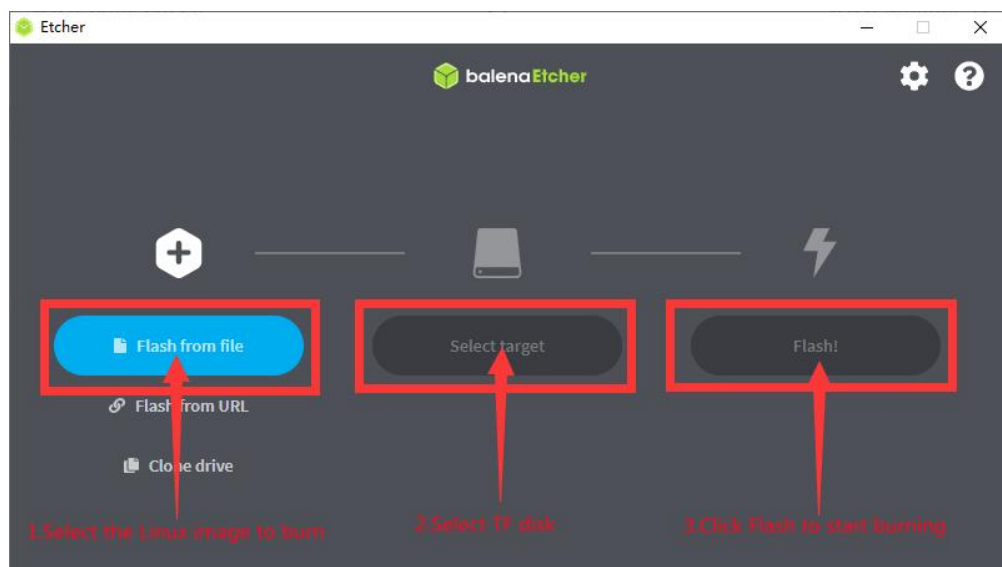 Etcher
balenaEtcher
Flash from file
Select target
Flash!
Flash from URL
Clone drive
1.Select the Linux image to burn
2.Select TF disk
3.Click Flash to start burning